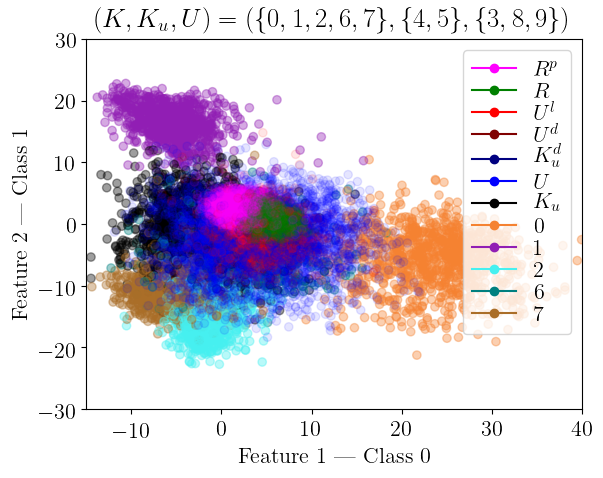 (K, K_u, U) = ({0, 1, 2, 6, 7}, {4, 5}, {3, 8, 9})
30
20
10
0
−10
−20
−30
Feature 2 — Class 1
R^p
R
U^l
U^d
K_u^d
U
K_u
0
1
2
6
7
−10
0
10
20
30
40
Feature 1 — Class 0